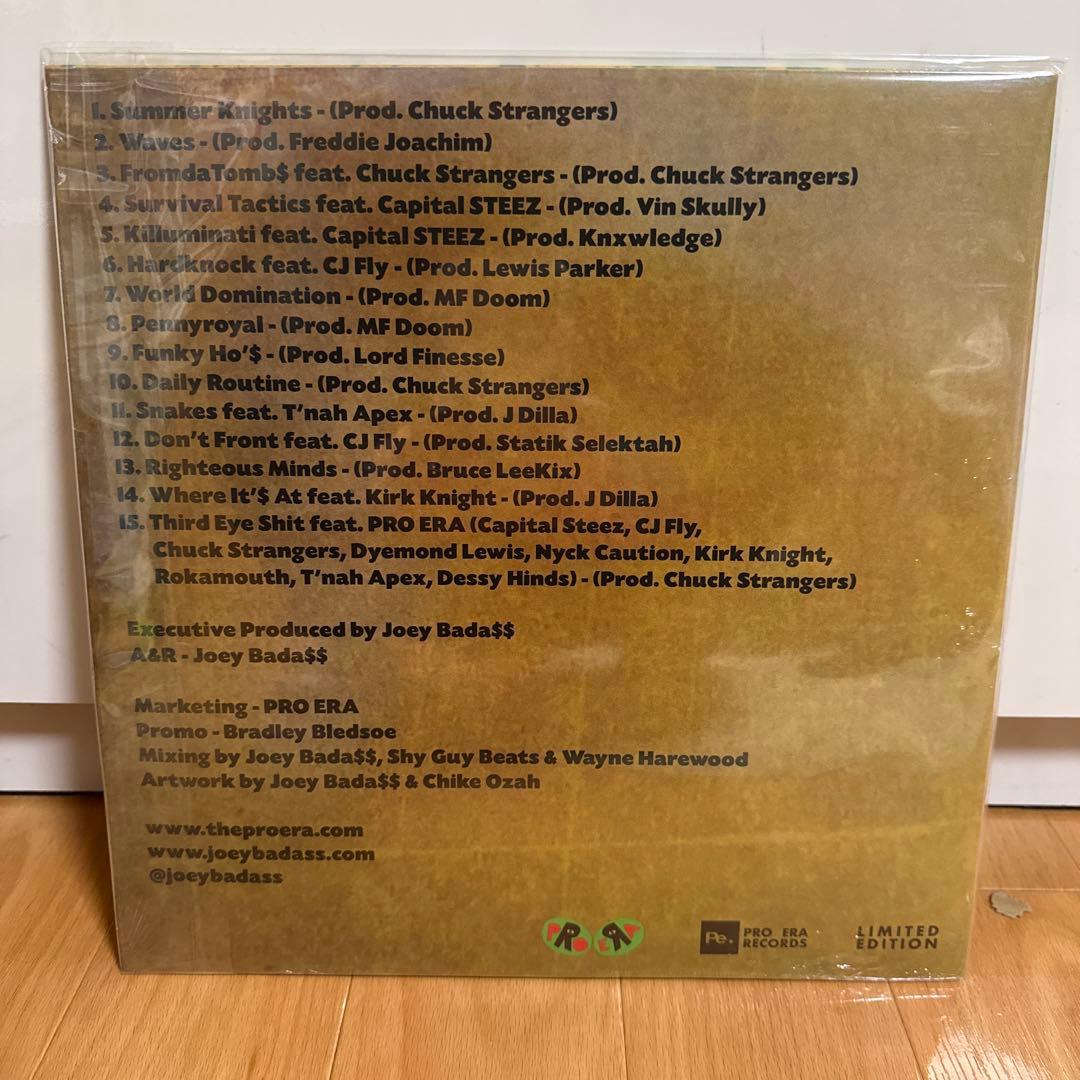 1. Summer Knights - (Prod. Chuck Strangers)
2. Waves - (Prod. Freddie Joachim)
3. FromdaTomb$ feat. Chuck Strangers - (Prod. Chuck Strangers)
4. Survival Tactics feat. Capital STEEZ - (Prod. Vin Skully)
5. Killuminati feat. Capital STEEZ - (Prod. Knxwledge)
6. Hardknock feat. CJ Fly - (Prod. Lewis Parker)
7. World Domination - (Prod. MF Doom)
8. Pennyroyal - (Prod. MF Doom)
9. Funky Ho'$ - (Prod. Lord Finesse)
10. Daily Routine - (Prod. Chuck Strangers)
11. Snakes feat. T'nah Apex - (Prod. J Dilla)
12. Don't Front feat. CJ Fly - (Prod. Statik Selektah)
13. Righteous Minds - (Prod. Bruce LeeKix)
14. Where It'$ At feat. Kirk Knight - (Prod. J Dilla)
15. Third Eye Shit feat. PRO ERA (Capital Steez, CJ Fly,
Chuck Strangers, Dyemond Lewis, Nyck Caution, Kirk Knight,
Rokamouth, T'nah Apex, Dessy Hinds) - (Prod. Chuck Strangers)
Executive Produced by Joey Bada$$
A&R - Joey Bada$$
Marketing - PRO ERA
Promo - Bradley Bledsoe
Mixing by Joey Bada$$, Shy Guy Beats & Wayne Harewood
Artwork by Joey Bada$$ & Chike Ozah
www.theproera.com
www.joeybadass.com
@joeybadass
PRO ERA
Pe. PRO ERA
RECORDS
LIMITED
EDITION